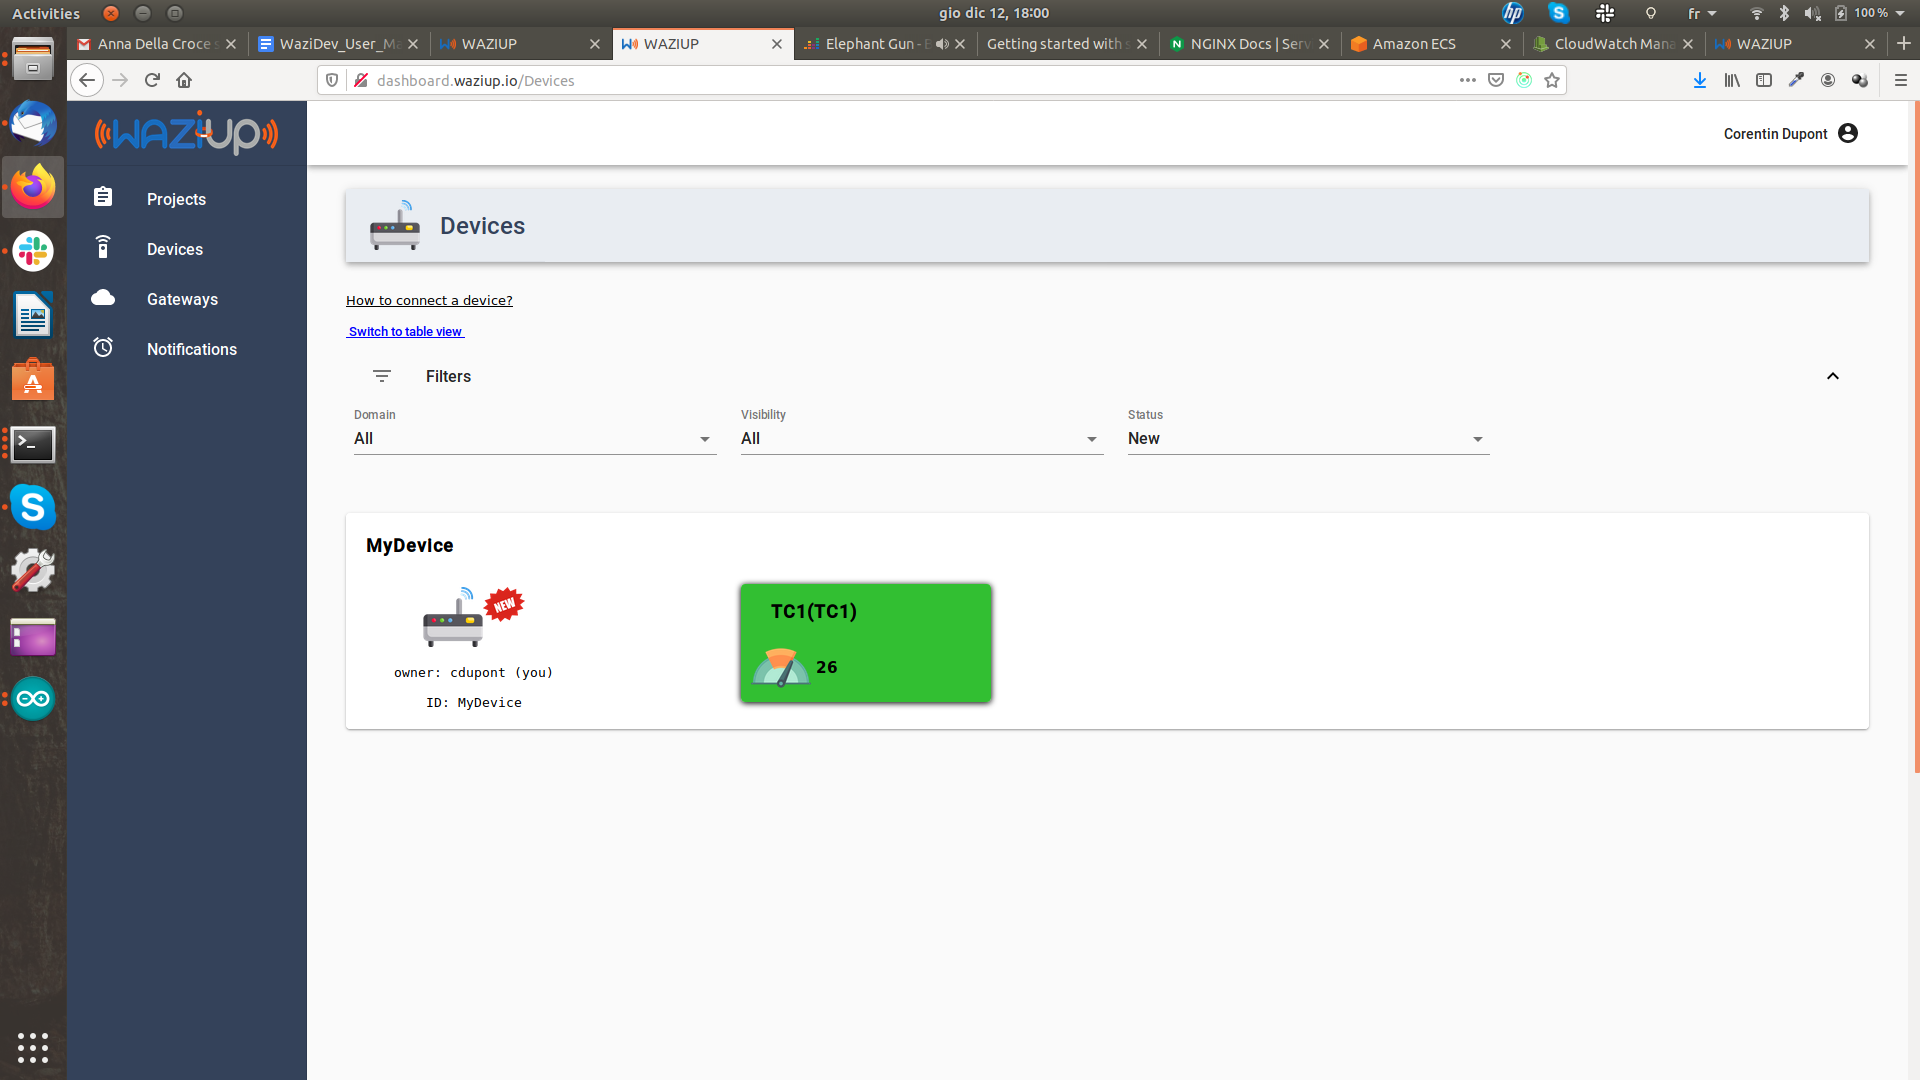 Activities
gio dic 12, 18:00
fr
100 %
Anna Della Croce s
WaziDev_User_Ma
WAZIUP
WAZIUP
Elephant Gun - B
Getting started with s
NGINX Docs | Serv
Amazon ECS
CloudWatch Mana
WAZIUP
dashboard.waziup.io/Devices
WAZIUP
Corentin Dupont
Projects
Devices
Gateways
Notifications
Devices
How to connect a device?
Switch to table view
Filters
Domain
All
Visibility
All
Status
New
MyDevice
NEW
owner: cdupont (you)
ID: MyDevice
TC1(TC1)
26